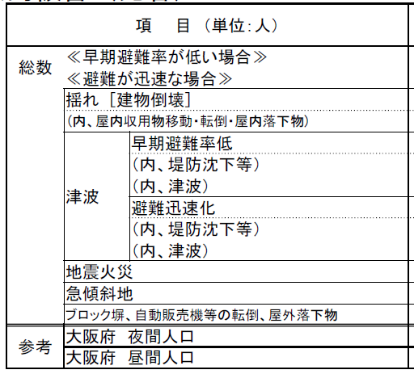 項　目（単位:人）
総数
≪早期避難率が低い場合≫
≪避難が迅速な場合≫
揺れ［建物倒壊］
(内、屋内収用物移動・転倒・屋内落下物)
津波
早期避難率低
(内、堤防沈下等)
(内、津波)
避難迅速化
(内、堤防沈下等)
(内、津波)
地震火災
急傾斜地
ブロック塀、自動販売機等の転倒、屋外落下物
参考
大阪府　夜間人口
大阪府　昼間人口